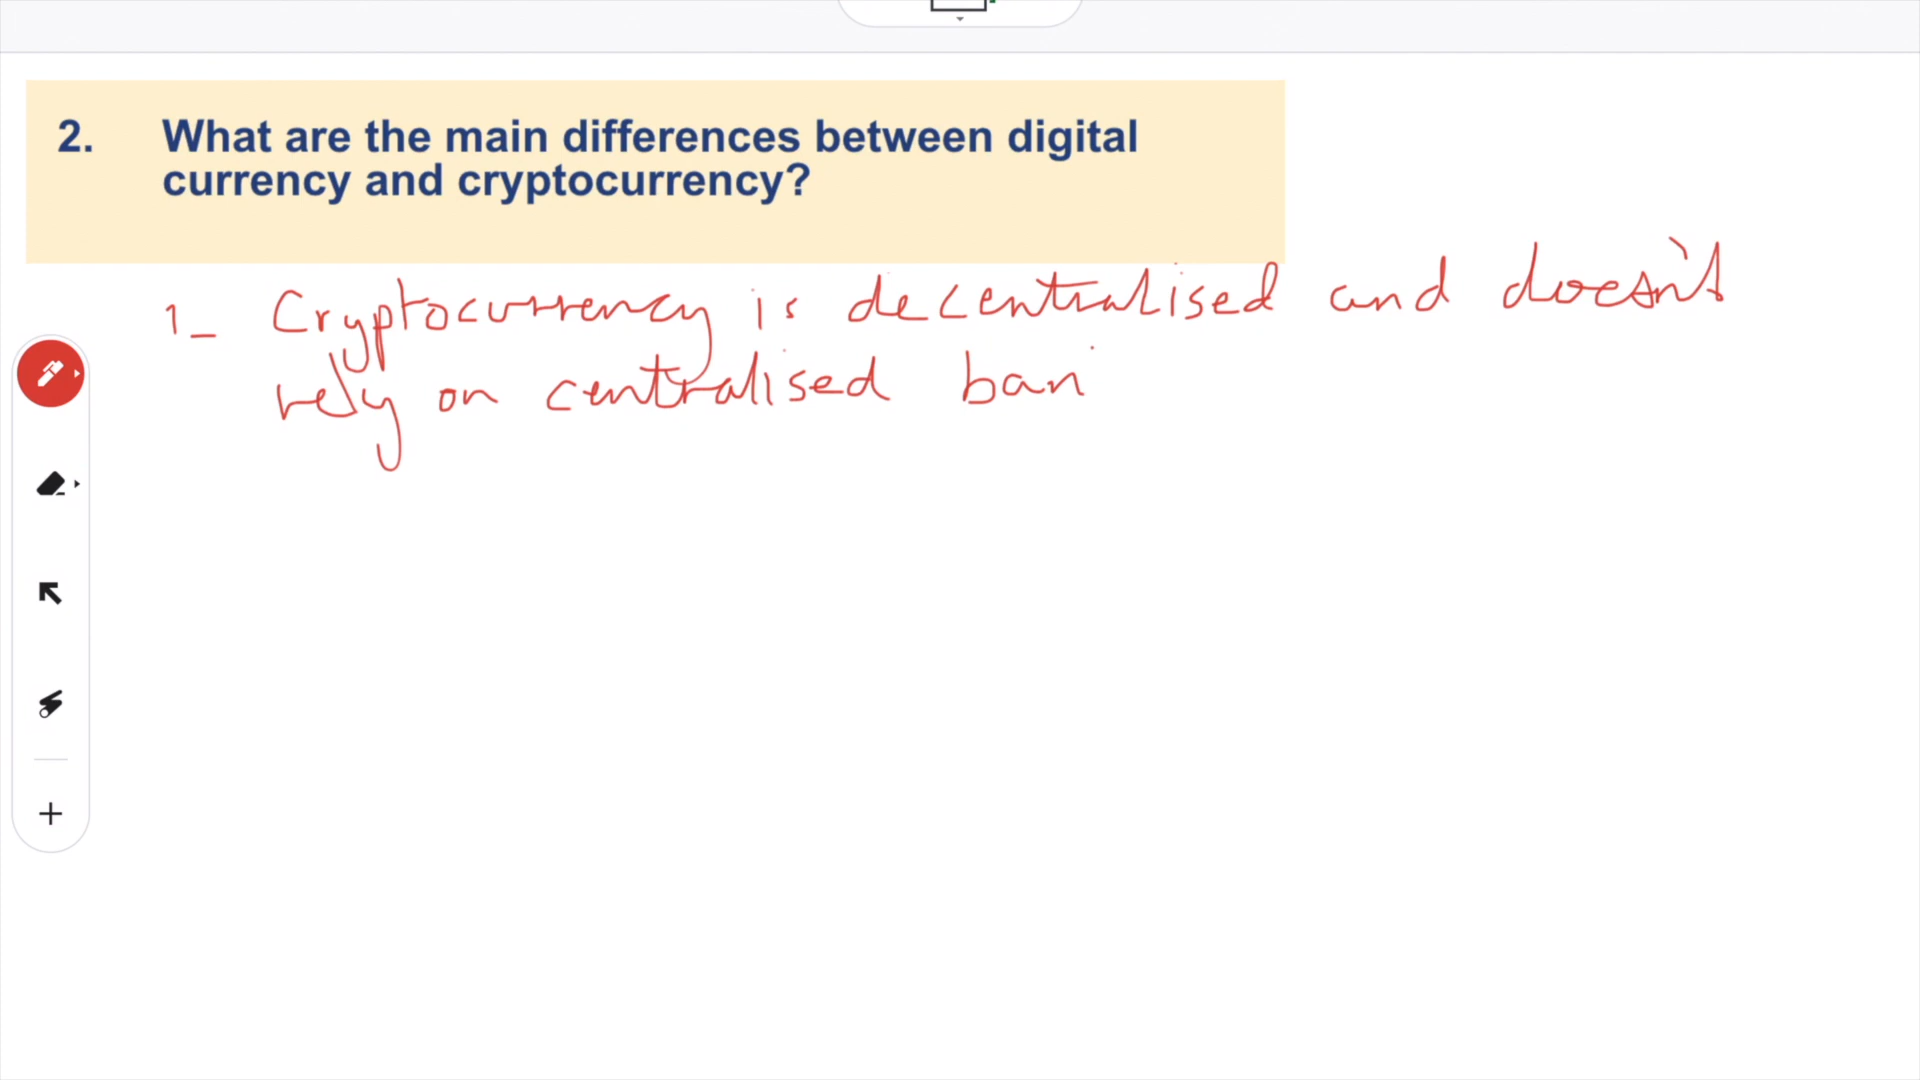 2. What are the main differences between digital
currency and cryptocurrency?
1_ Cryptocurrency is decentralised and doesn't
rely on centralised ban